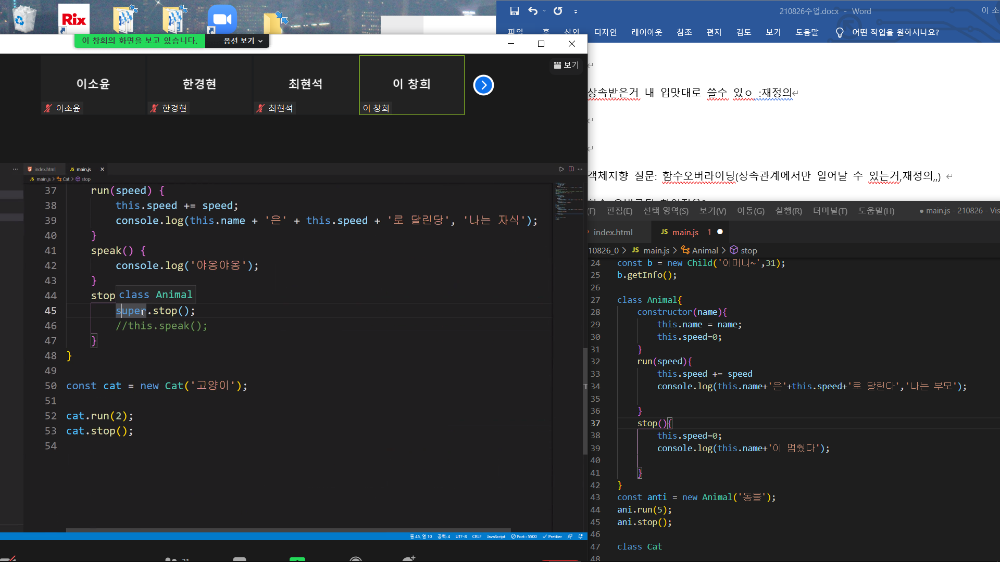 Rix
210826수업.docx - Word
이 소
파일 홈 삽입 디자인 레이아웃 참조 편지 검토 보기 도움말 어떤 작업을 원하시나요?
이 창희의 화면을 보고 있습니다. 옵션 보기
보기
이소윤 한경현 최현석 이 창희
이소윤 한경현 최현석 이 창희
상속받은거 내 입맛대로 쓸수 있ㅇ :재정의
객체지향 질문: 함수오버라이딩(상속관계에서만 일어날 수 있는거,재정의,,)
index.html JS main.js
JS main.js > Cat > stop
37 run(speed) {
38 this.speed += speed;
39 console.log(this.name + '은' + this.speed + '로 달린당', '나는 자식');
40 }
41 speak() {
42 console.log('야옹야옹');
43 }
44 stop
class Animal
45 super.stop();
46 //this.speak();
47 }
48 }
49
50 const cat = new Cat('고양이');
51
52 cat.run(2);
53 cat.stop();
54
줄 45, 열 10 공백: 4 UTF-8 CRLF JavaScript Port : 5500 Prettier
(F) 편집(E) 선택 영역(S) 보기(V) 이동(G) 실행(R) 터미널(T) 도움말(H) ● main.js - 210826 - Vis
index.html JS main.js 1 ●
10826_0 > JS main.js > Animal > stop
24 const b = new Child('어머니~',31);
25 b.getInfo();
26
27 class Animal{
28 constructor(name){
29 this.name = name;
30 this.speed=0;
31 }
32 run(speed){
33 this.speed += speed
34 console.log(this.name+'은'+this.speed+'로 달린다','나는 부모');
35
36 }
37 stop(){
38 this.speed=0;
39 console.log(this.name+'이 멈췄다');
40
41 }
42 }
43 const anti = new Animal('동물');
44 ani.run(5);
45 ani.stop();
46
47 class Cat
48